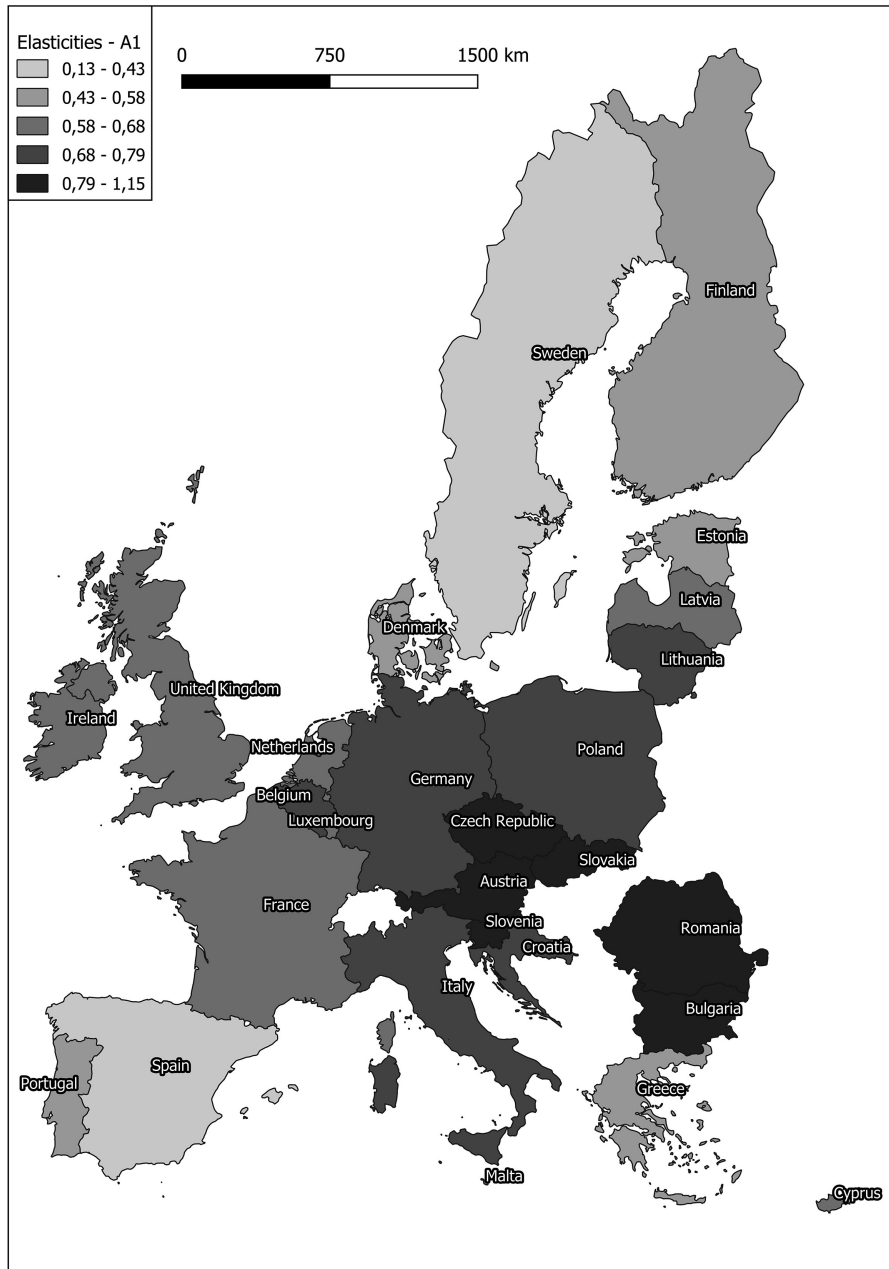 Elasticities - A1
0,13 - 0,43
0,43 - 0,58
0,58 - 0,68
0,68 - 0,79
0,79 - 1,15
0 750 1500 km
Finland
Sweden
Estonia
Latvia
Denmark
Lithuania
United Kingdom
Ireland
Netherlands
Poland
Germany
Belgium
Luxembourg
Czech Republic
Slovakia
Austria
France
Slovenia
Romania
Croatia
Italy
Bulgaria
Spain
Portugal
Greece
Malta
Cyprus